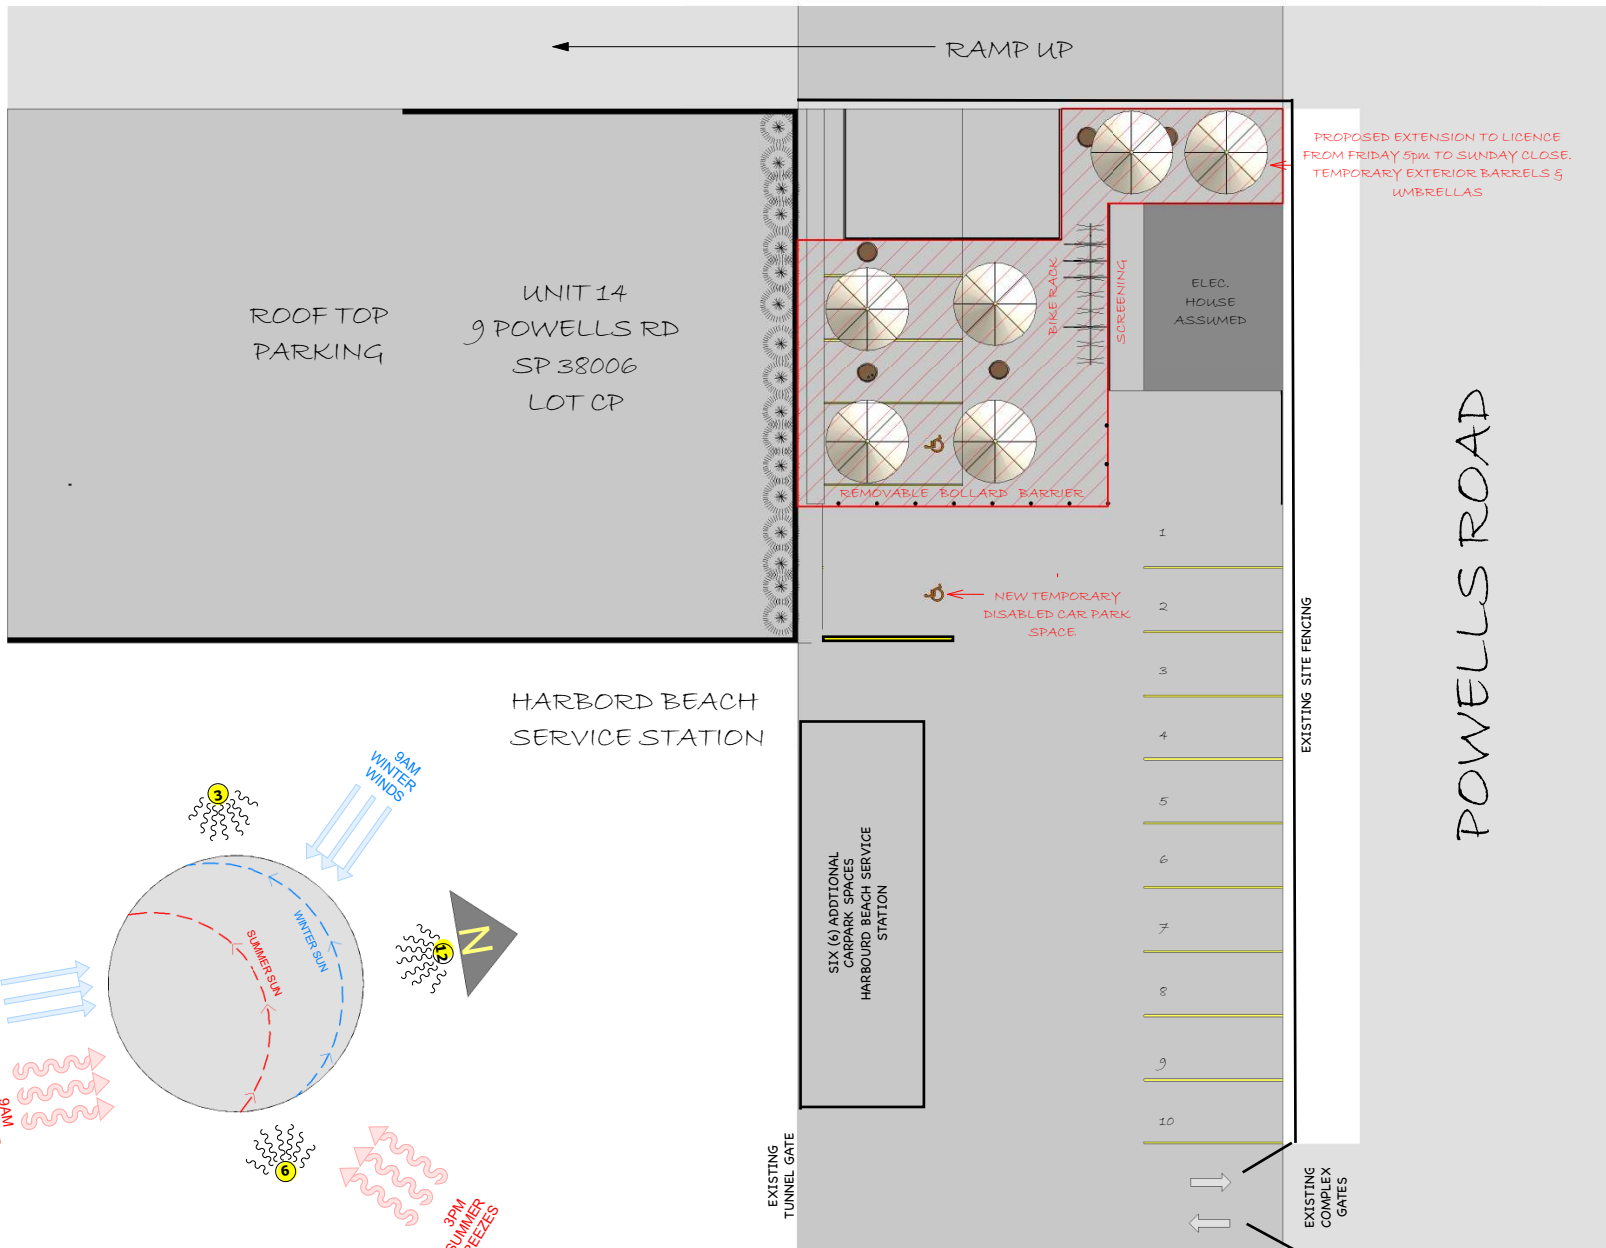 RAMP UP
PROPOSED EXTENSION TO LICENCE
FROM FRIDAY 5pm TO SUNDAY CLOSE.
TEMPORARY EXTERIOR BARRELS &
UMBRELLAS
ROOF TOP
PARKING
UNIT 14
9 POWELLS RD
SP 38006
LOT CP
BIKE RACK
SCREENING
ELEC.
HOUSE
ASSUMED
REMOVABLE BOLLARD BARRIER
NEW TEMPORARY
DISABLED CAR PARK
SPACE
1
2
3
4
5
6
7
8
9
10
EXISTING SITE FENCING
POWELLS ROAD
HARBORD BEACH
SERVICE STATION
SIX (6) ADDTIONAL
CARPARK SPACES
HARBOURD BEACH SERVICE
STATION
9AM
WINTER
WINDS
3
WINTER SUN
SUMMER SUN
12
N
6
9AM
3PM
SUMMER
REEZES
EXISTING
TUNNEL GATE
EXISTING
COMPLEX
GATES